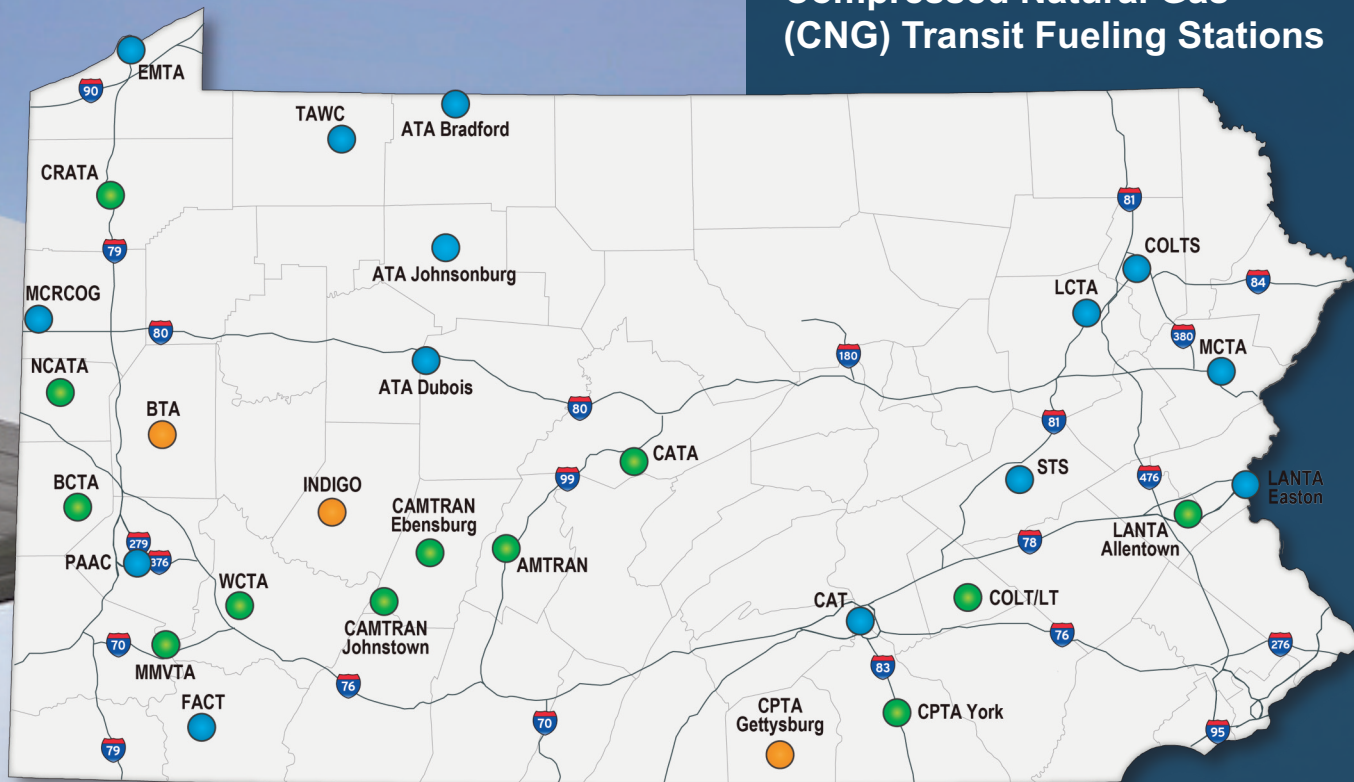 Compressed Natural Gas
(CNG) Transit Fueling Stations
EMTA
90
TAWC
ATA Bradford
CRATA
81
79
COLTS
ATA Johnsonburg
84
MCRCOG
LCTA
80
380
MCTA
180
NCATA
ATA Dubois
BTA
80
81
CATA
99
STS
476
LANTA
Easton
BCTA
INDIGO
CAMTRAN
Ebensburg
LANTA
Allentown
279
78
PAAC
376
AMTRAN
WCTA
COLT/LT
CAT
CAMTRAN
Johnstown
70
76
276
MMVTA
83
76
FACT
CPTA
Gettysburg
CPTA York
70
95
79